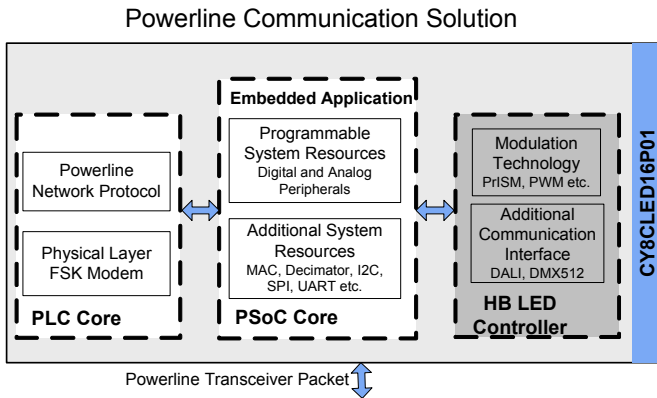 Powerline Communication Solution
Powerline
Network Protocol
Physical Layer
FSK Modem
PLC Core
Embedded Application
Programmable
System Resources
Digital and Analog
Peripherals
Additional System
Resources
MAC, Decimator, I2C,
SPI, UART etc.
PSoC Core
Modulation
Technology
PrISM, PWM etc.
Additional
Communication
Interface
DALI, DMX512
HB LED
Controller
CY8CLED16P01
Powerline Transceiver Packet